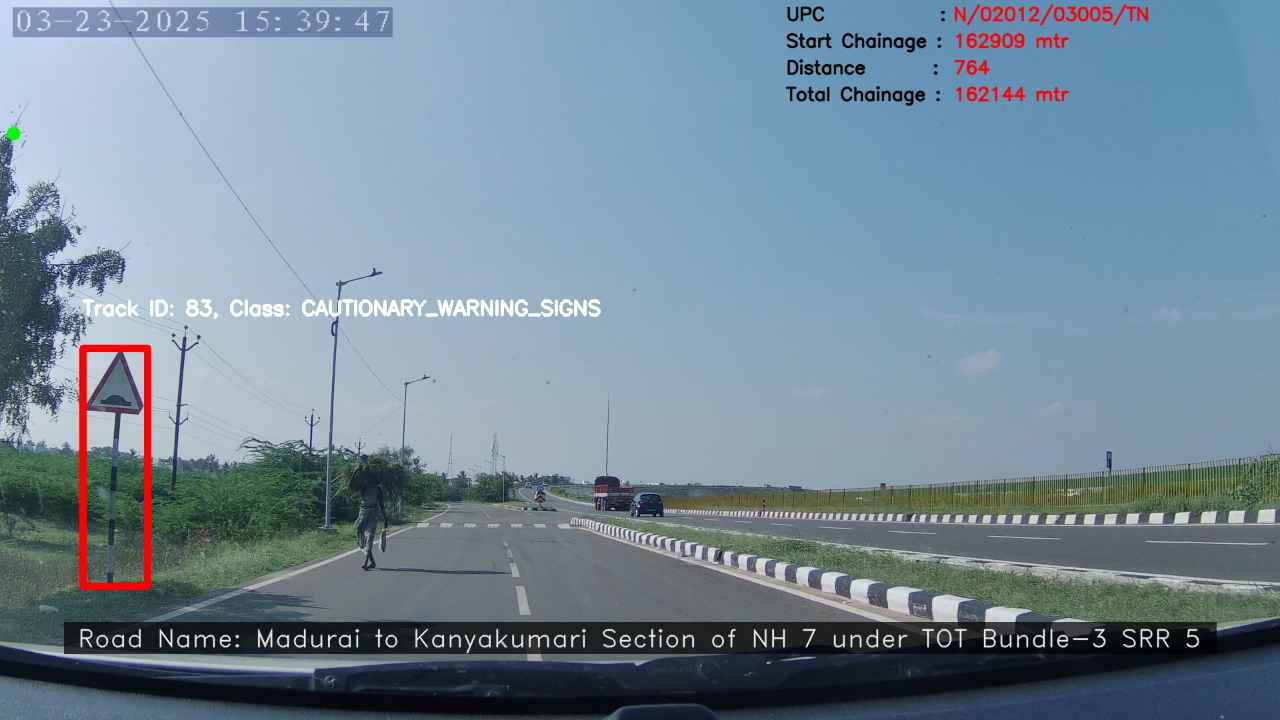 03-23-2025 15:39:47
UPC : N/02012/03005/TN
Start Chainage : 162909 mtr
Distance : 764
Total Chainage : 162144 mtr
Track ID: 83, Class: CAUTIONARY_WARNING_SIGNS
Road Name: Madurai to Kanyakumari Section of NH 7 under TOT Bundle-3 SRR 5